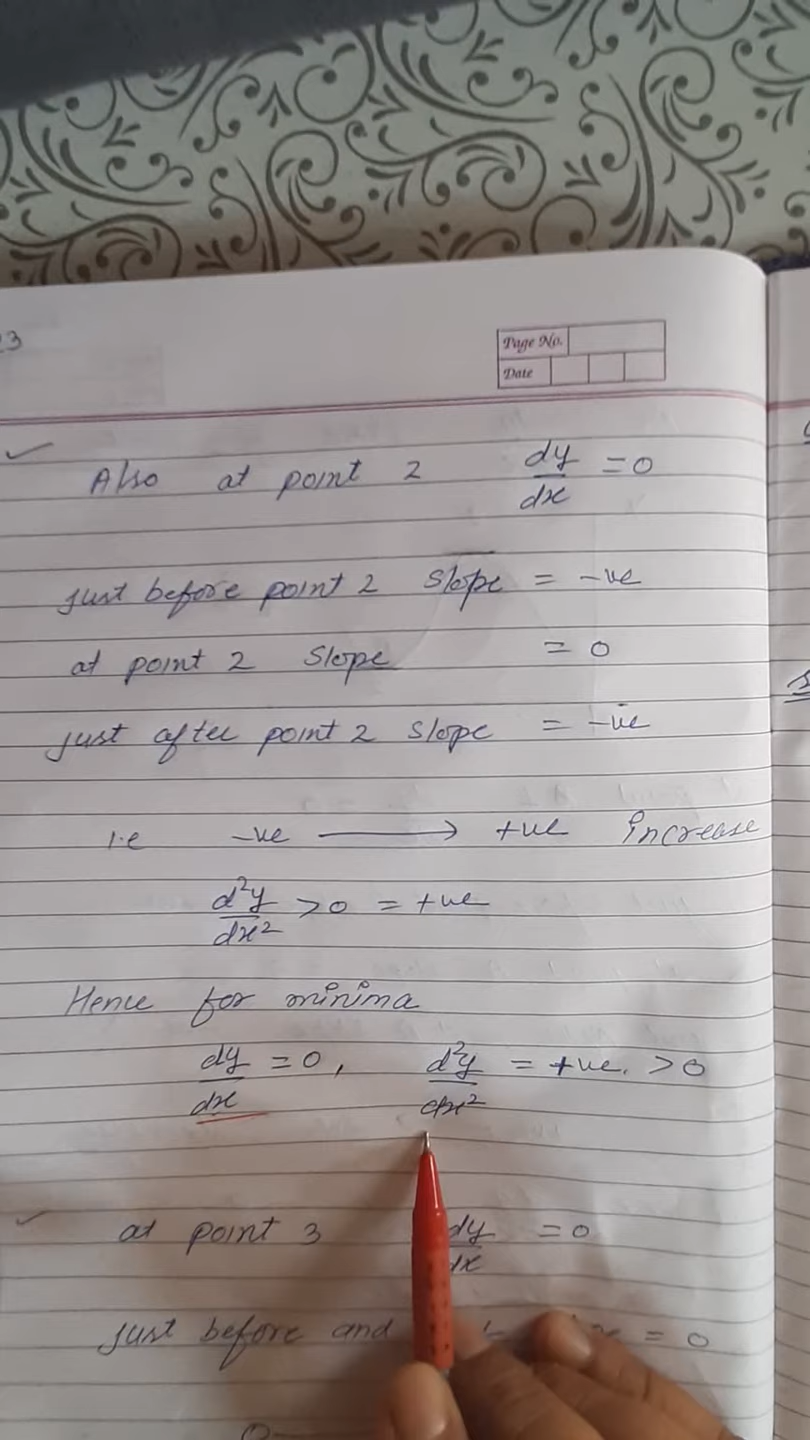 23
Page No.
Date
Also at point 2 dy/dx = 0
just before point 2 slope = -ve
at point 2 slope = 0
just after point 2 slope = -ve
i.e -ve ⟶ +ve increase
d²y/dx² > 0 = +ve
Hence for minima
dy/dx = 0, d²y/dx² = +ve. > 0
at point 3 dy/dx = 0
just before and = 0